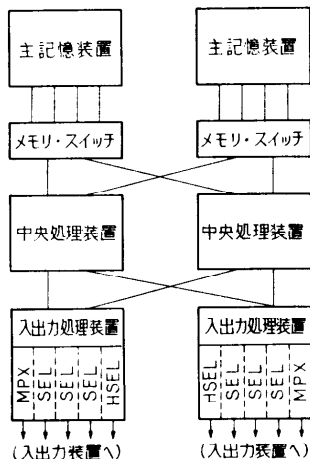 主記憶装置
主記憶装置
メモリ・スイッチ
メモリ・スイッチ
中央処理装置
中央処理装置
入出力処理装置
入出力処理装置
MPX
SEL
SEL
SEL
HSEL
HSEL
SEL
SEL
SEL
MPX
(入出力装置へ)
(入出力装置へ)